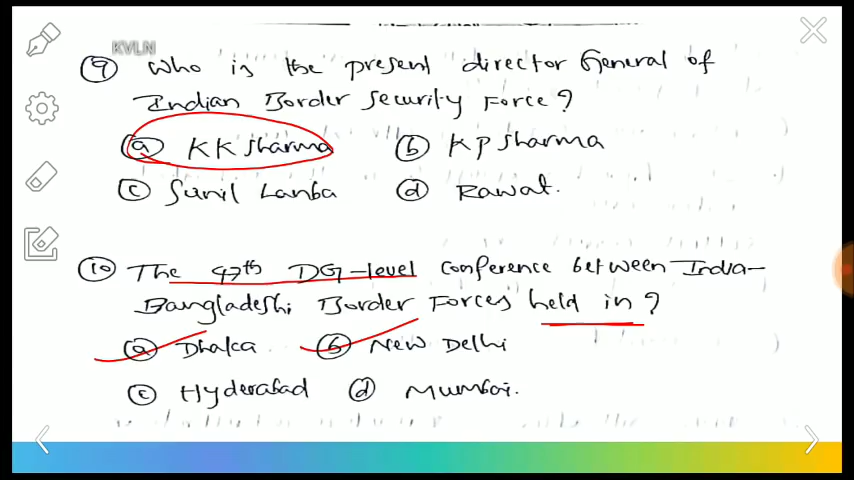 KVLN
9 Who is the present director General of
Indian Border Security Force?
a KK Sharma b KP Sharma
c Sunil Lanba d Rawat.
10 The 47th DG-level Conference between India-
Bangladeshi Border Forces held in?
a Dhaka b New Delhi
c Hyderabad d Mumbai.